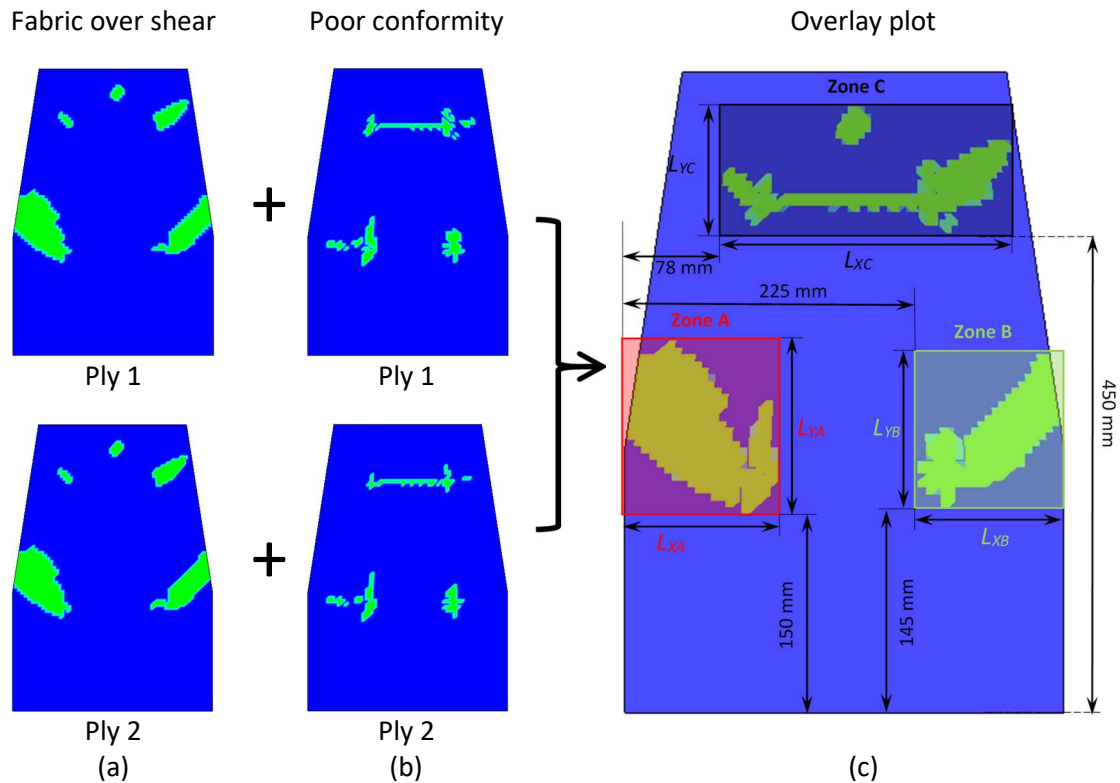 Fabric over shear
Poor conformity
Overlay plot
Zone C
L_YC
+
+
Ply 1
Ply 1
78 mm
L_XC
225 mm
Zone A
Zone B
L_YA
L_YB
450 mm
L_XA
L_XB
150 mm
145 mm
+
+
Ply 2
Ply 2
(a)
(b)
(c)